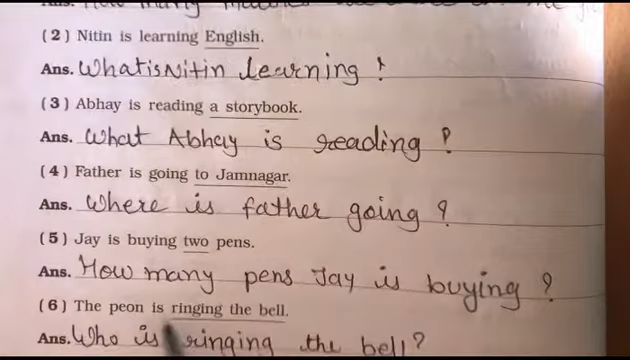 (2) Nitin is learning English.
Ans. What is Nitin learning ?
(3) Abhay is reading a storybook.
Ans. What Abhay is reading ?
(4) Father is going to Jamnagar.
Ans. Where is father going ?
(5) Jay is buying two pens.
Ans. How many pens Jay is buying ?
(6) The peon is ringing the bell.
Ans. Who is ringing the bell?